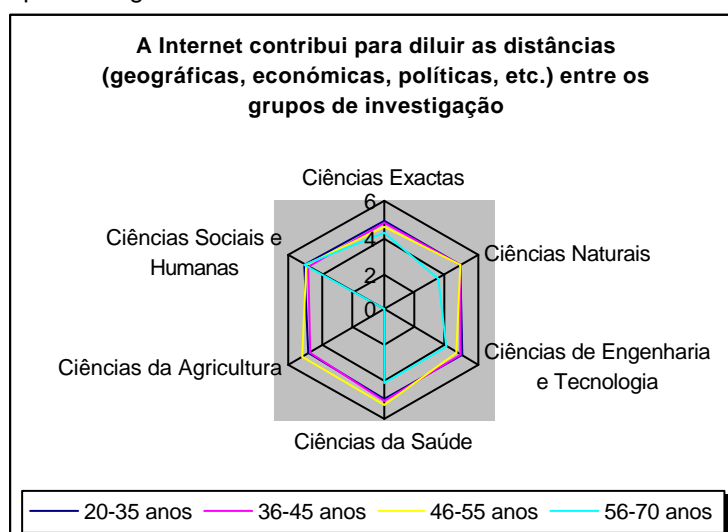 A Internet contribui para diluir as distâncias
(geográficas, económicas, políticas, etc.) entre os
grupos de investigação
Ciências Exactas
6
4
2
0
Ciências Sociais e
Humanas
Ciências Naturais
Ciências da Agricultura
Ciências de Engenharia
e Tecnologia
Ciências da Saúde
20-35 anos
36-45 anos
46-55 anos
56-70 anos